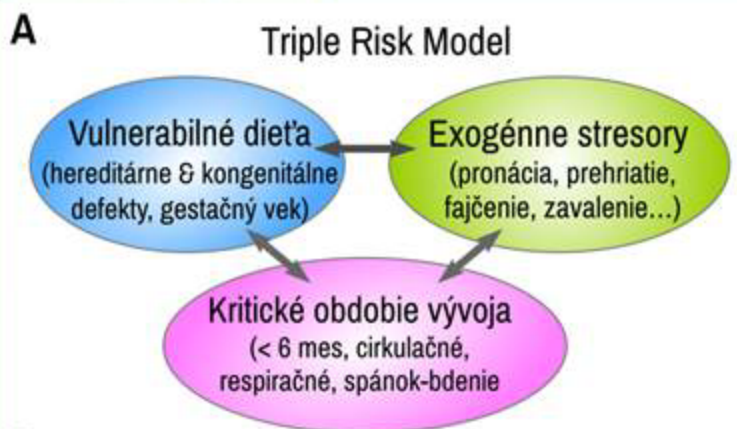 A
Triple Risk Model
Vulnerabilné dieťa
(hereditárne & kongenitálne
defekty, gestačný vek)
Exogénne stresory
(pronácia, prehriatie,
fajčenie, zavalenie...)
Kritické obdobie vývoja
(< 6 mes, cirkulačné,
respiračné, spánok-bdenie